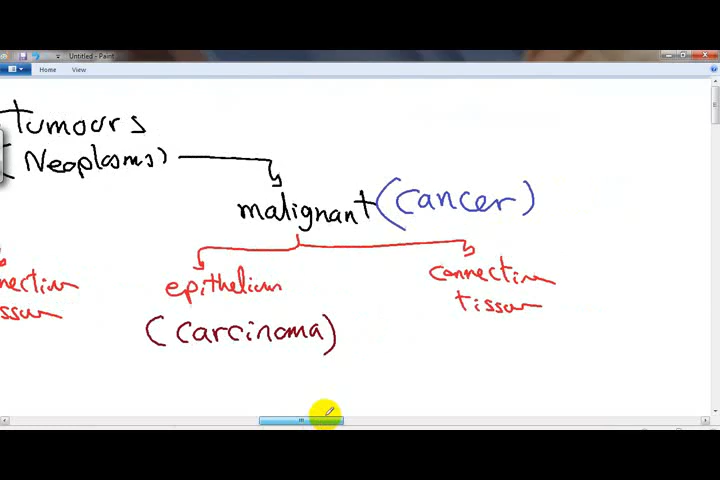 Untitled - Paint
Home View
Tumours
(Neoplasms)
malignant (cancer)
epithelium
connective
tissue
(carcinoma)